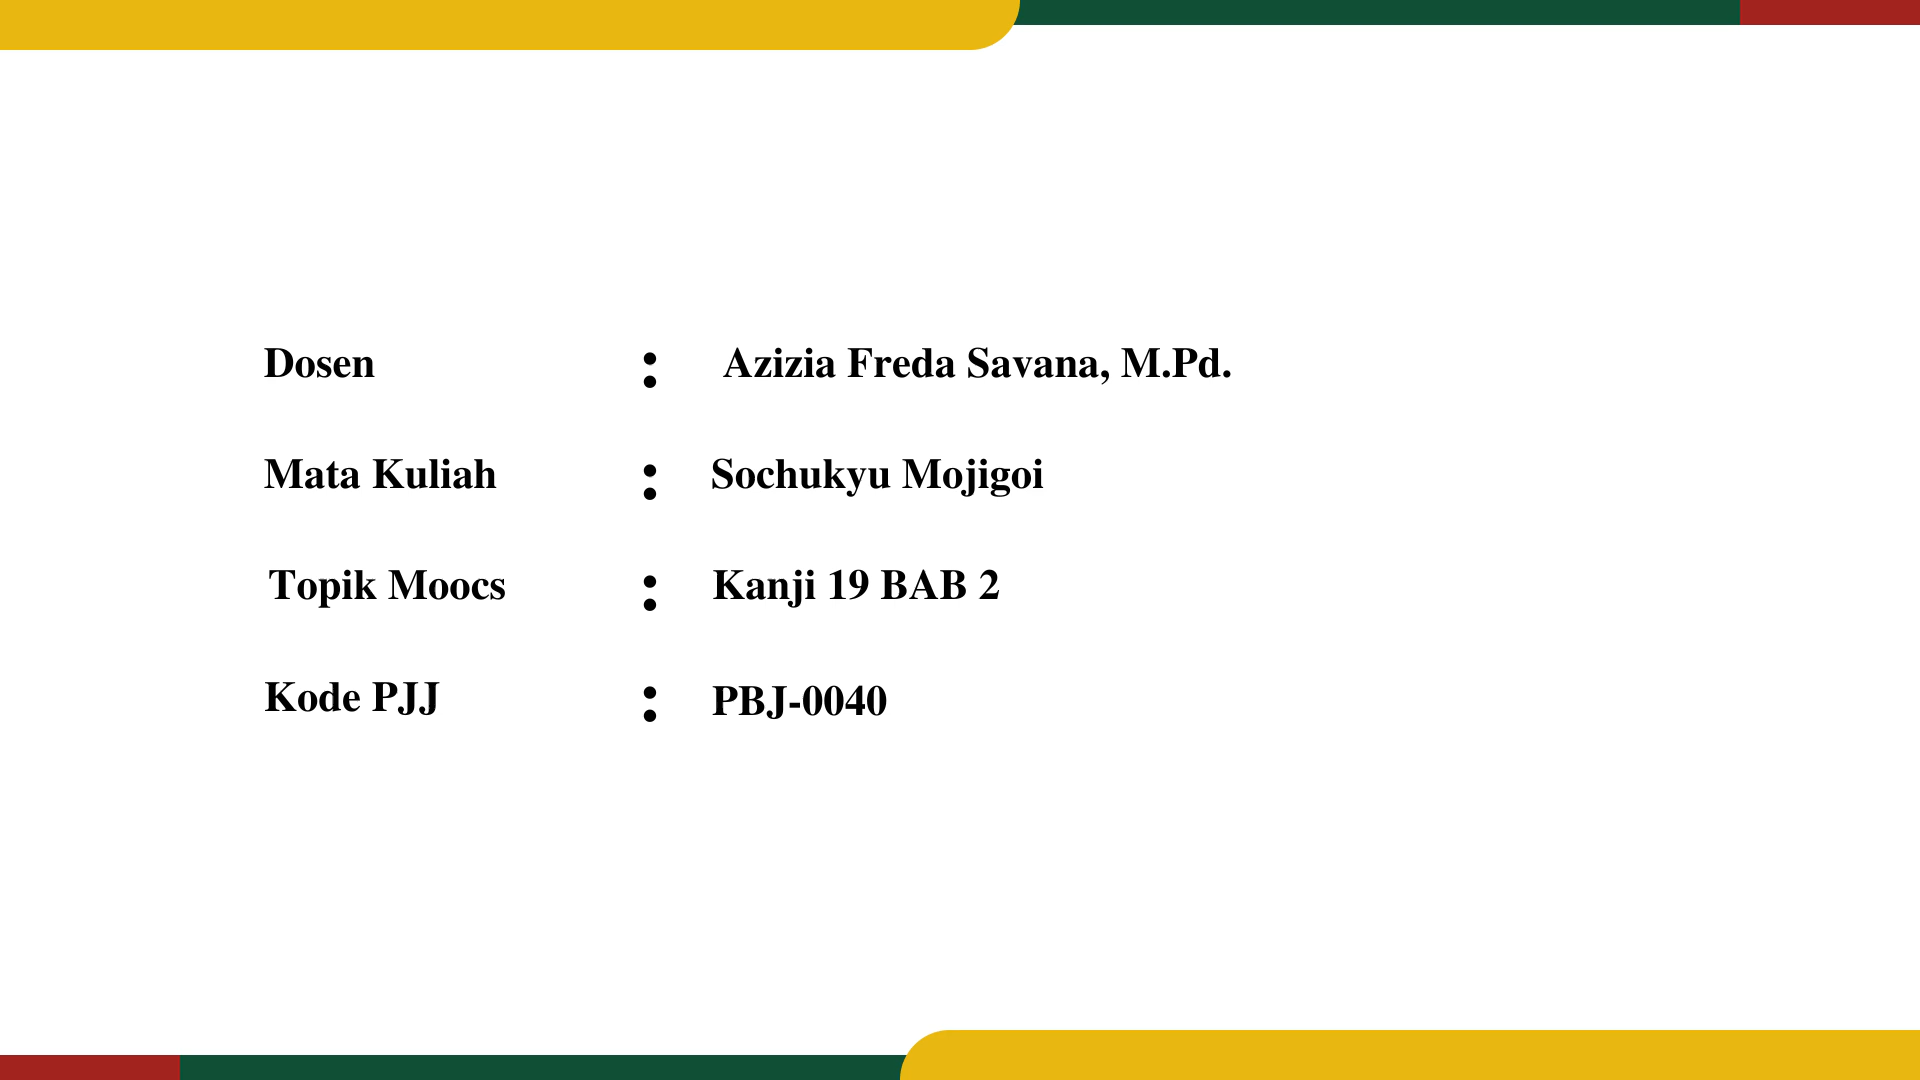 Dosen : Azizia Freda Savana, M.Pd.
Mata Kuliah : Sochukyu Mojigoi
Topik Moocs : Kanji 19 BAB 2
Kode PJJ : PBJ-0040